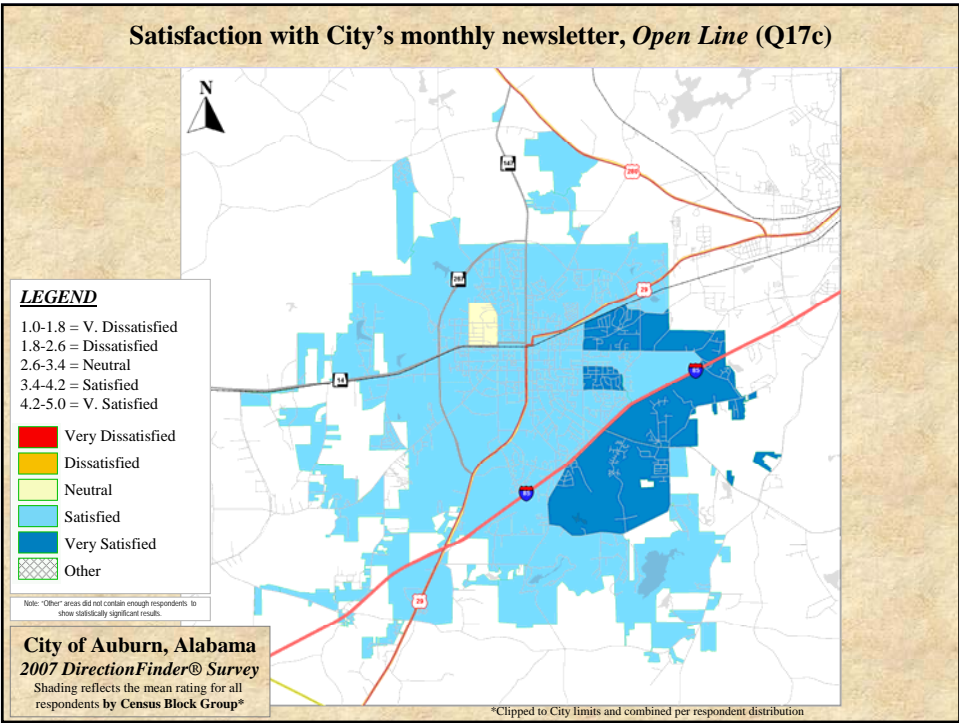 Satisfaction with City's monthly newsletter, Open Line (Q17c)
N
147
280
267
29
85
14
85
29
LEGEND
1.0-1.8 = V. Dissatisfied
1.8-2.6 = Dissatisfied
2.6-3.4 = Neutral
3.4-4.2 = Satisfied
4.2-5.0 = V. Satisfied
Very Dissatisfied
Dissatisfied
Neutral
Satisfied
Very Satisfied
Other
Note: "Other" areas did not contain enough respondents to
show statistically significant results.
City of Auburn, Alabama
2007 DirectionFinder® Survey
Shading reflects the mean rating for all
respondents by Census Block Group*
*Clipped to City limits and combined per respondent distribution